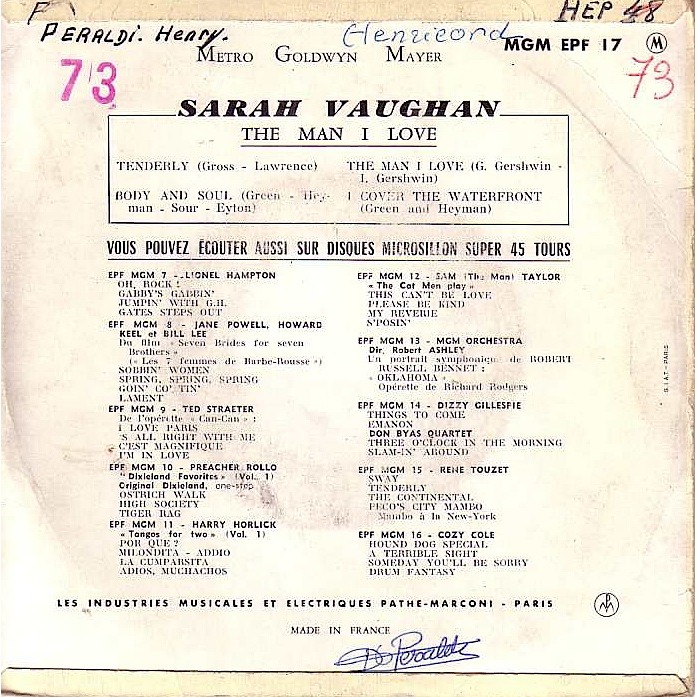 F
HEP 48
PERALDI. Henry.
METRO GOLDWYN MAYER
MGM EPF 17
M
73
73
SARAH VAUGHAN
THE MAN I LOVE
TENDERLY (Gross - Lawrence)
BODY AND SOUL (Green - Hey-
man - Sour - Eyton)
THE MAN I LOVE (G. Gershwin -
I. Gershwin)
I COVER THE WATERFRONT
(Green and Heyman)
VOUS POUVEZ ÉCOUTER AUSSI SUR DISQUES MICROSILLON SUPER 45 TOURS
EPF MGM 7 - LIONEL HAMPTON
OH, ROCK !
GABBY'S GABBIN'
JUMPIN' WITH G.H.
GATES STEPS OUT
EPF MGM 8 - JANE POWELL, HOWARD
KEEL et BILL LEE
Du film « Seven Brides for seven
Brothers »
(« Les 7 femmes de Barbe-Rousse »)
SOBBIN' WOMEN
SPRING, SPRING, SPRING
GOIN' CO'TIN'
LAMENT
EPF MGM 9 - TED STRAETER
De l'opérette « Can-Can » :
I LOVE PARIS
'S ALL RIGHT WITH ME
C'EST MAGNIFIQUE
I'M IN LOVE
EPF MGM 10 - PREACHER ROLLO
"Dixieland Favorites" (Vol. 1)
Original Dixieland, one-step
OSTRICH WALK
HIGH SOCIETY
TIGER RAG
EPF MGM 11 - HARRY HORLICK
« Tangos for two » (Vol. 1)
POR QUE ?
MILONDITA - ADDIO
LA CUMPARSITA
ADIOS, MUCHACHOS
EPF MGM 12 - SAM (The Man) TAYLOR
« The Cat Men play »
THIS CAN'T BE LOVE
PLEASE BE KIND
MY REVERIE
S'POSIN'
EPF MGM 13 - MGM ORCHESTRA
Dir. Robert ASHLEY
Un portrait symphonique de ROBERT
RUSSELL BENNET :
« OKLAHOMA »
Opérette de Richard Rodgers
EPF MGM 14 - DIZZY GILLESPIE
THINGS TO COME
EMANON
DON BYAS QUARTET
THREE O'CLOCK IN THE MORNING
SLAM-IN' AROUND
EPF MGM 15 - RENE TOUZET
SWAY
TENDERLY
THE CONTINENTAL
PECO'S CITY MAMBO
Mambo à la New-York
EPF MGM 16 - COZY COLE
HOUND DOG SPECIAL
A TERRIBLE SIGHT
SOMEDAY YOU'LL BE SORRY
DRUM FANTASY
LES INDUSTRIES MUSICALES ET ELECTRIQUES PATHE-MARCONI - PARIS
MADE IN FRANCE
Peraldi